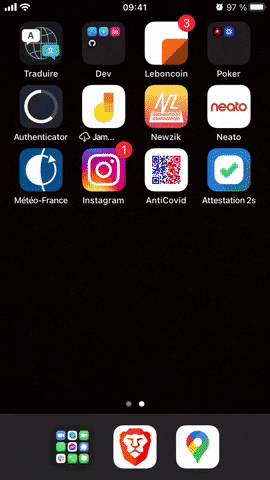 09:41
97 %
3
A
文
Traduire
Dev
Leboncoin
Poker
neato
Authenticator
Jam...
Newzik
Neato
1
Météo-France
Instagram
AntiCovid
Attestation 2s